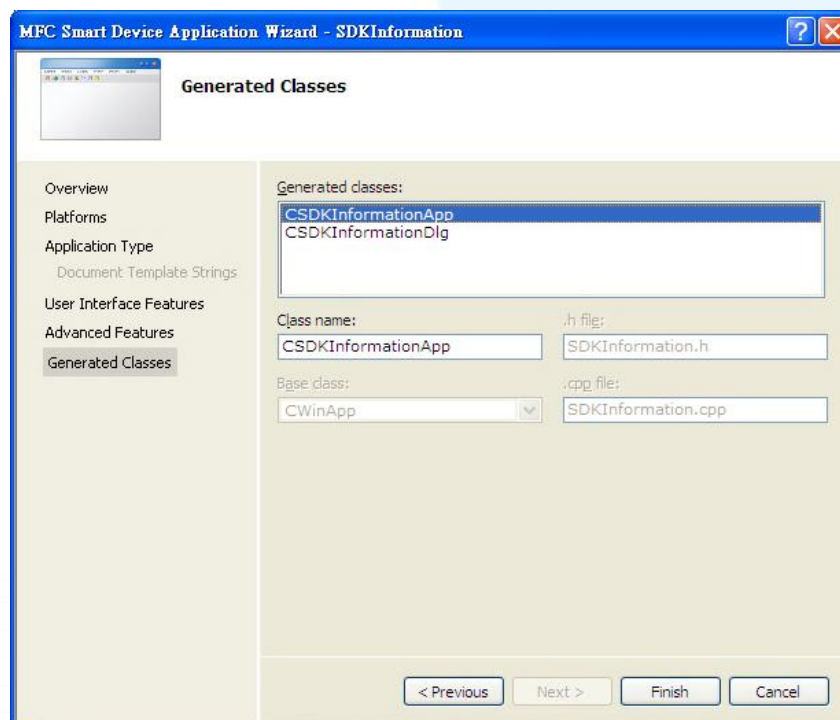 MFC Smart Device Application Wizard - SDKInformation
Generated Classes
Overview
Platforms
Application Type
Document Template Strings
User Interface Features
Advanced Features
Generated Classes
Generated classes:
CSDKInformationApp
CSDKInformationDlg
Class name:
.h file:
CSDKInformationApp
SDKInformation.h
Base class:
.cpp file:
CWinApp
SDKInformation.cpp
< Previous
Next >
Finish
Cancel